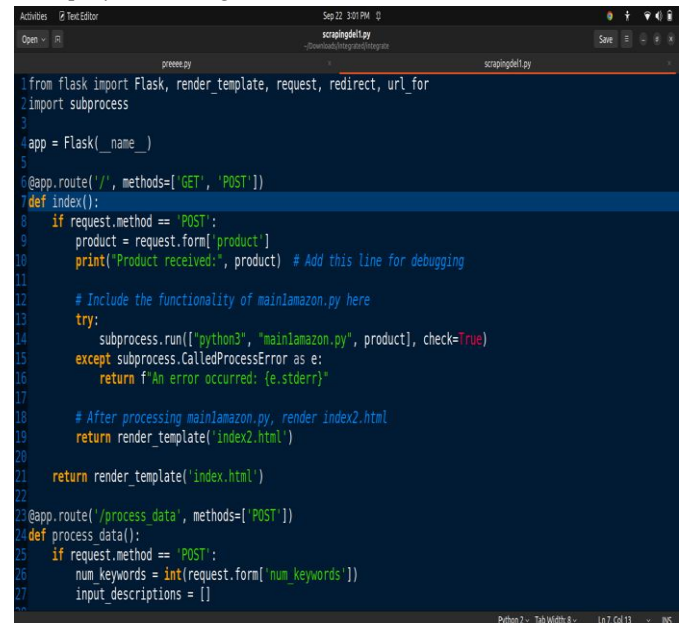 Activities Text Editor Sep 22 3:01 PM
Open scrapingdel1.py Save
~/Downloads/integrated/integrate
preeee.py scrapingdel1.py
1 from flask import Flask, render_template, request, redirect, url_for
2 import subprocess
3
4 app = Flask(__name__)
5
6 @app.route('/', methods=['GET', 'POST'])
7 def index():
8     if request.method == 'POST':
9         product = request.form['product']
10         print("Product received:", product)  # Add this line for debugging
11
12         # Include the functionality of main1amazon.py here
13         try:
14             subprocess.run(["python3", "main1amazon.py", product], check=True)
15         except subprocess.CalledProcessError as e:
16             return f"An error occurred: {e.stderr}"
17
18         # After processing main1amazon.py, render index2.html
19         return render_template('index2.html')
20
21     return render_template('index.html')
22
23 @app.route('/process_data', methods=['POST'])
24 def process_data():
25     if request.method == 'POST':
26         num_keywords = int(request.form['num_keywords'])
27         input_descriptions = []
Python 2 Tab Width: 8 Ln 7, Col 13 INS